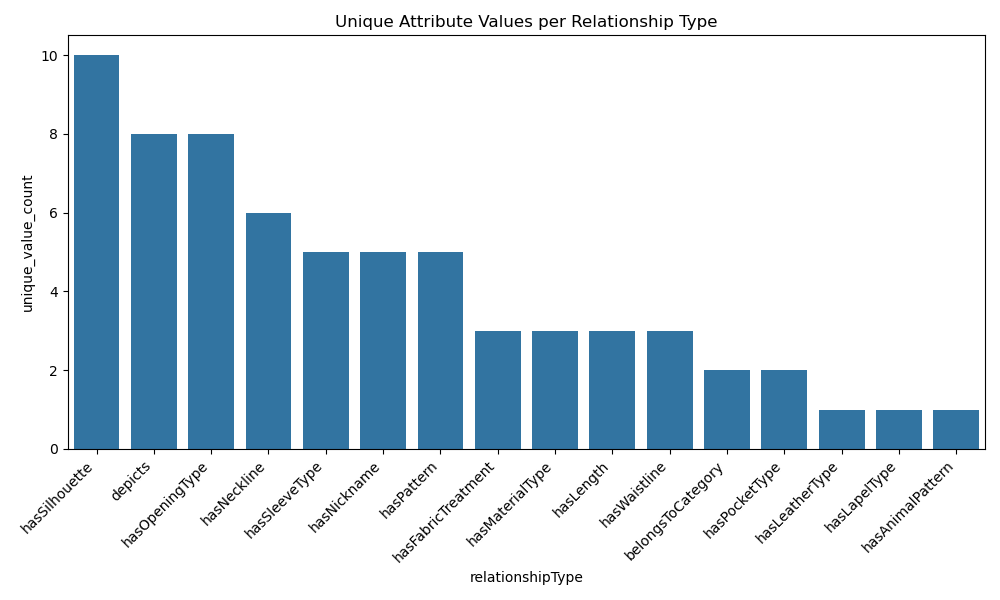 Unique Attribute Values per Relationship Type
unique_value_count
10
8
6
4
2
0
hasSilhouette
depicts
hasOpeningType
hasNeckline
hasSleeveType
hasNickname
hasPattern
hasFabricTreatment
hasMaterialType
hasLength
hasWaistline
belongsToCategory
hasPocketType
hasLeatherType
hasLapelType
hasAnimalPattern
relationshipType